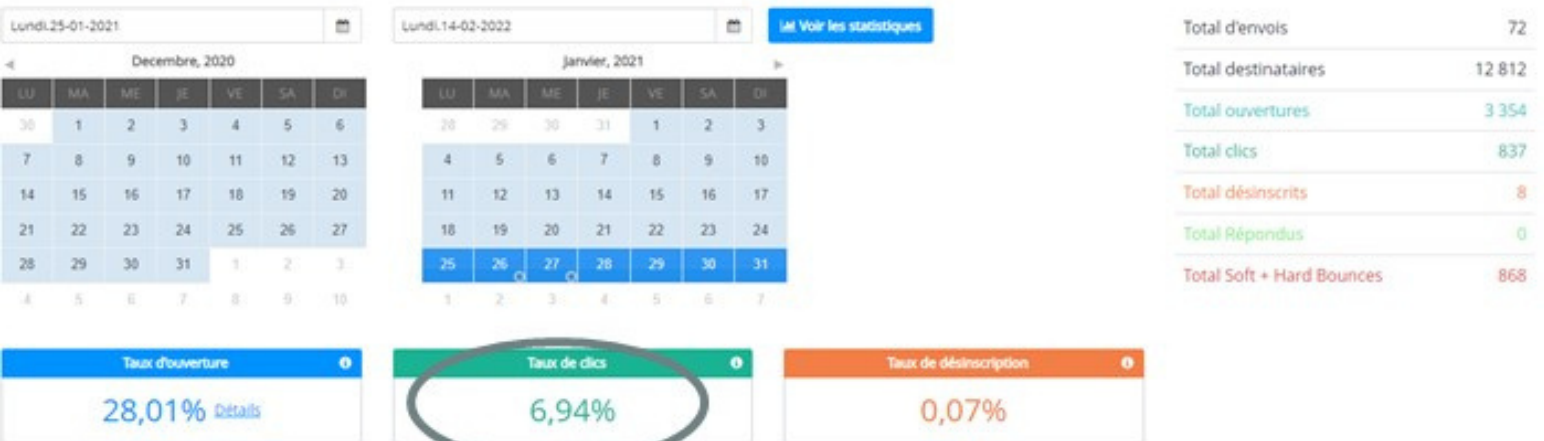 Lundi.25-01-2021
Lundi.14-02-2022
Voir les statistiques
Decembre, 2020
LU MA ME JE VE SA DI
30 1 2 3 4 5 6
7 8 9 10 11 12 13
14 15 16 17 18 19 20
21 22 23 24 25 26 27
28 29 30 31 1 2 3
4 5 6 7 8 9 10
Janvier, 2021
LU MA ME JE VE SA DI
28 29 30 31 1 2 3
4 5 6 7 8 9 10
11 12 13 14 15 16 17
18 19 20 21 22 23 24
25 26 27 28 29 30 31
1 2 3 4 5 6 7
Total d'envois 72
Total destinataires 12 812
Total ouvertures 3 354
Total clics 837
Total désinscrits 8
Total Répondus 0
Total Soft + Hard Bounces 868
Taux d'ouverture
28,01% Détails
Taux de clics
6,94%
Taux de désinscription
0,07%